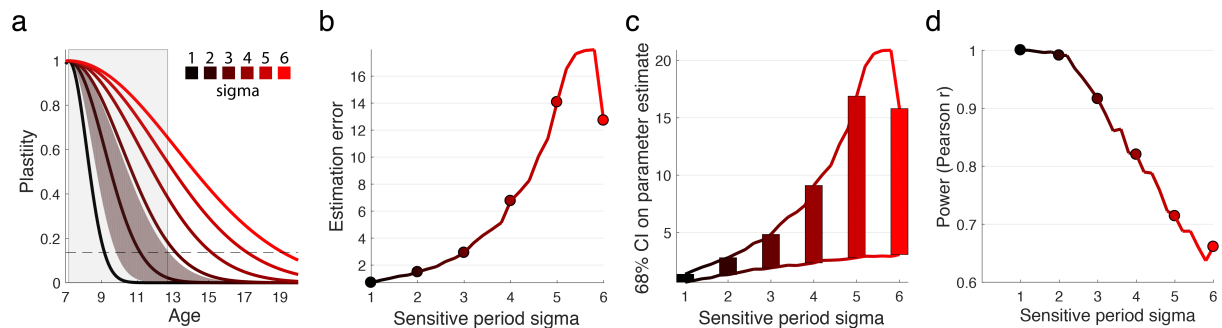 a
Plastiity
1
0.8
0.6
0.4
0.2
0
7 9 11 13 15 17 19
Age
1 2 3 4 5 6
sigma
b
Estimation error
16
14
12
10
8
6
4
2
1 2 3 4 5 6
Sensitive period sigma
c
68% CI on parameter estimate
20
15
10
5
1 2 3 4 5 6
Sensitive period sigma
d
Power (Pearson r)
1
0.9
0.8
0.7
0.6
1 2 3 4 5 6
Sensitive period sigma